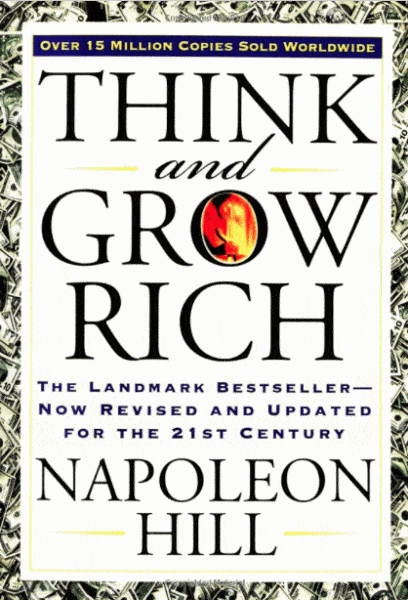 OVER 15 MILLION COPIES SOLD WORLDWIDE
THINK
and
GROW
RICH
THE LANDMARK BESTSELLER—
NOW REVISED AND UPDATED
FOR THE 21ST CENTURY
NAPOLEON
HILL